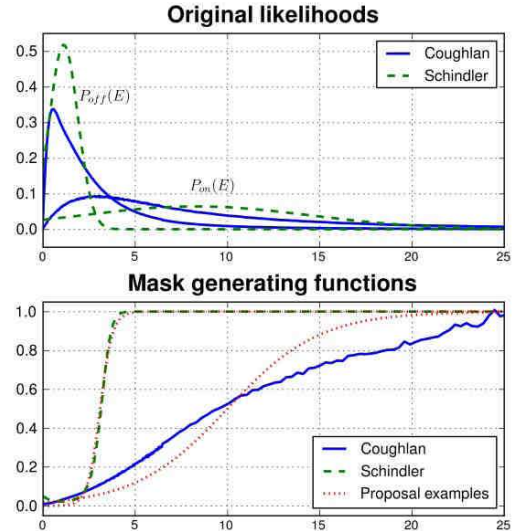 Original likelihoods
0.5
0.4
0.3
0.2
0.1
0.0
Coughlan
Schindler
P_off(E)
P_on(E)
0 5 10 15 20 25
Mask generating functions
1.0
0.8
0.6
0.4
0.2
0.0
Coughlan
Schindler
Proposal examples
0 5 10 15 20 25